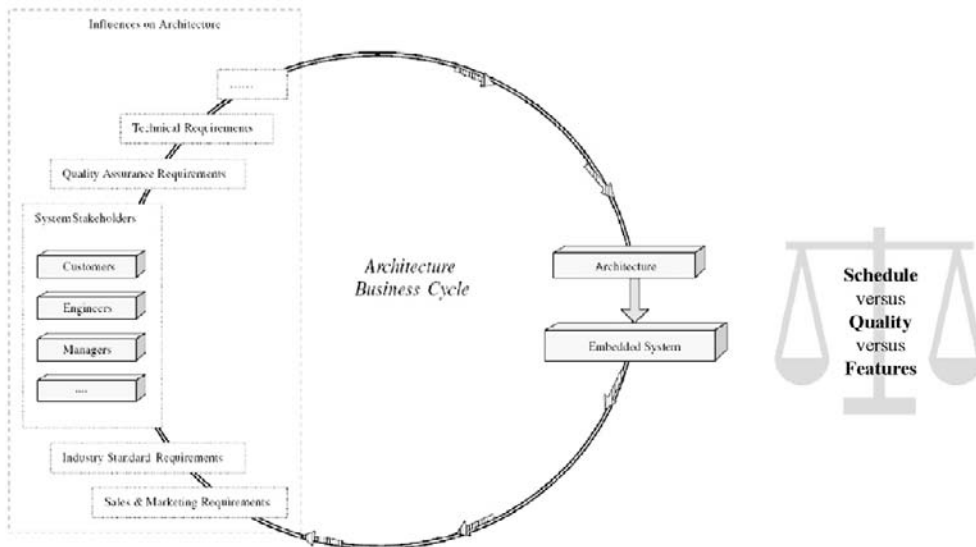 Influences on Architecture
......
Technical Requirements
Quality Assurance Requirements
System Stakeholders
Customers
Engineers
Managers
....
Industry Standard Requirements
Sales & Marketing Requirements
Architecture
Business Cycle
Architecture
Embedded System
Schedule
versus
Quality
versus
Features